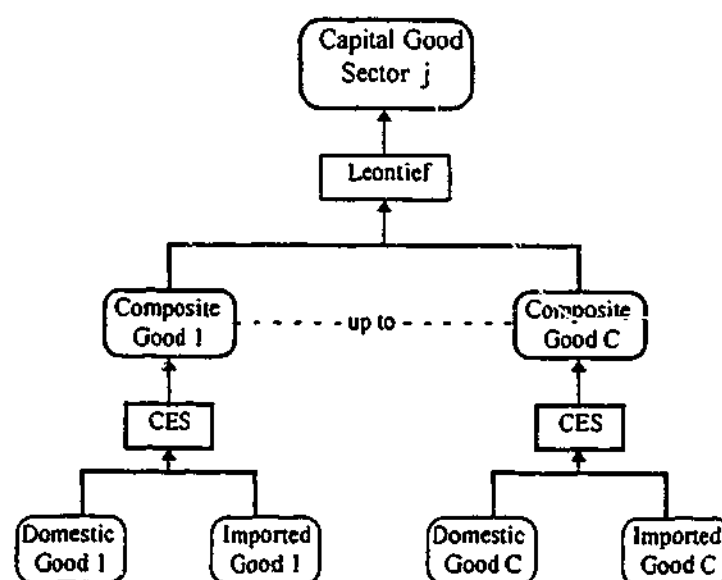 Capital Good
Sector j
Leontief
Composite
Good 1
up to
Composite
Good C
CES
CES
Domestic
Good 1
Imported
Good 1
Domestic
Good C
Imported
Good C